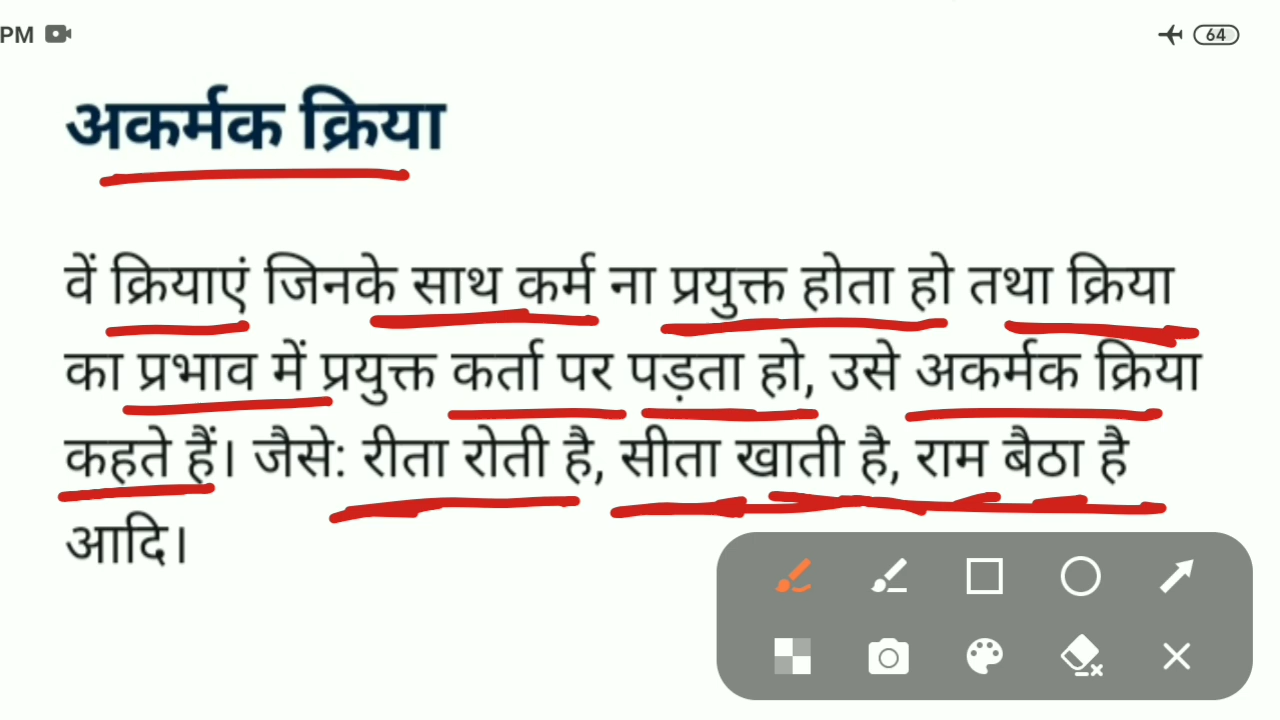 PM
64
अकर्मक क्रिया
वें क्रियाएं जिनके साथ कर्म ना प्रयुक्त होता हो तथा क्रिया
का प्रभाव में प्रयुक्त कर्ता पर पड़ता हो, उसे अकर्मक क्रिया
कहते हैं। जैसे: रीता रोती है, सीता खाती है, राम बैठा है
आदि।